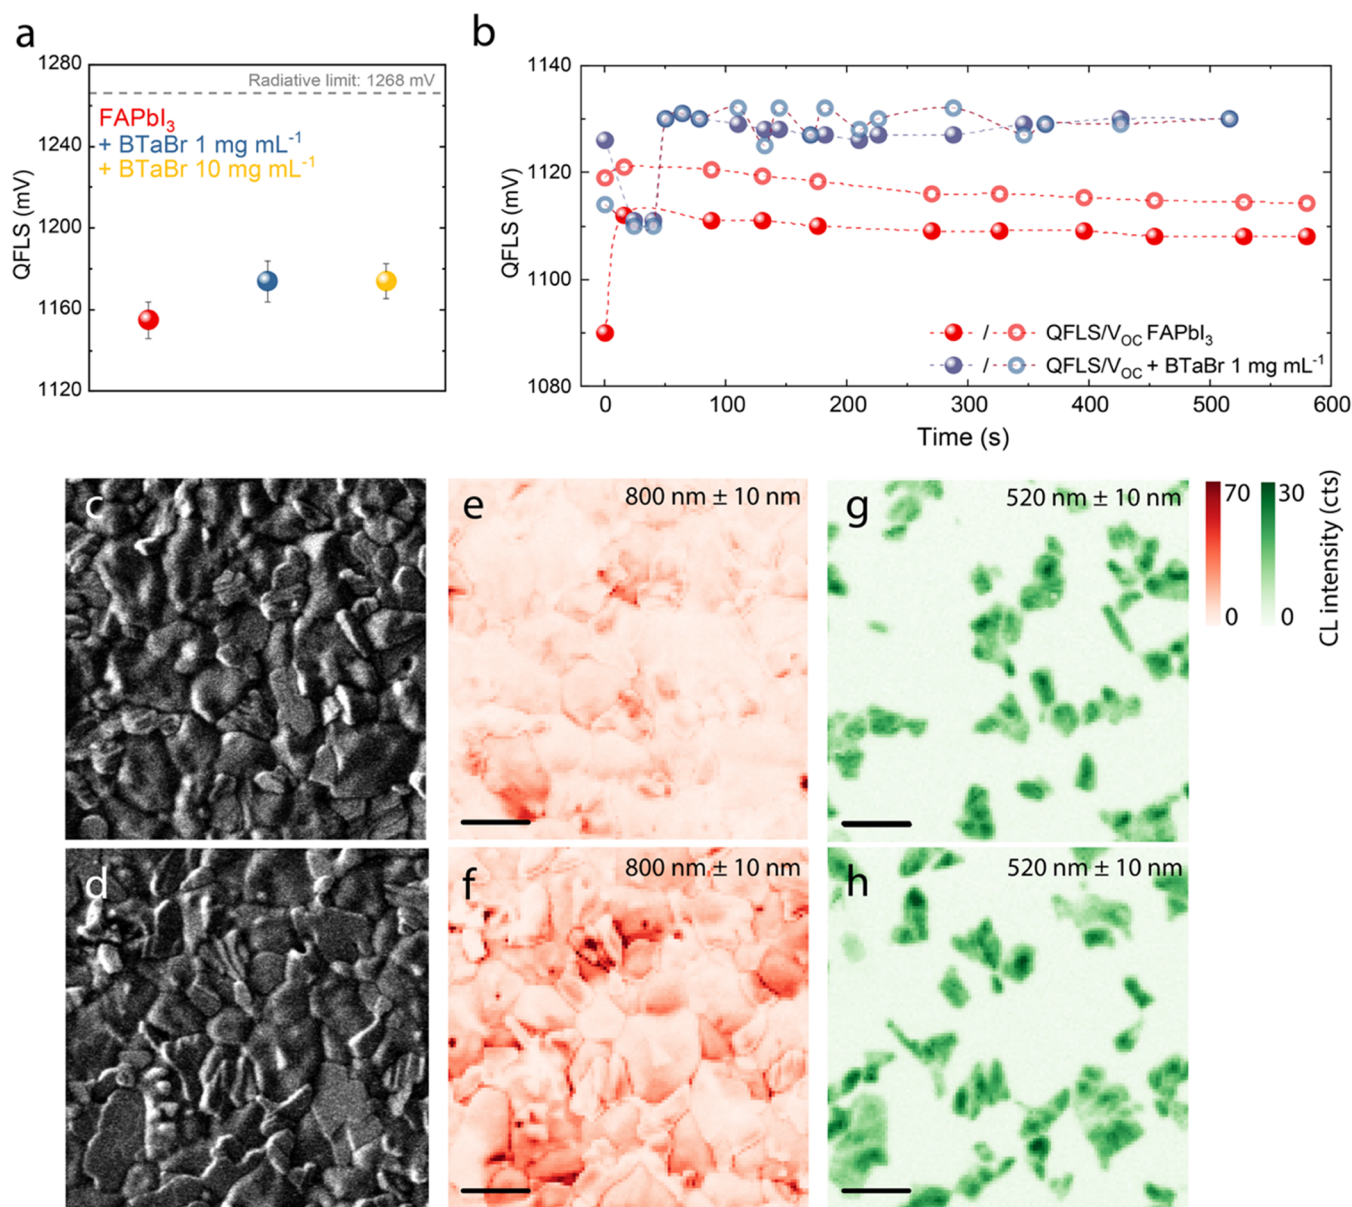 a
1280
1240
1200
1160
1120
QFLS (mV)
Radiative limit: 1268 mV
FAPbI3
+ BTaBr 1 mg mL-1
+ BTaBr 10 mg mL-1
b
1140
1120
1100
1080
QFLS (mV)
/ QFLS/VOC FAPbI3
/ QFLS/VOC + BTaBr 1 mg mL-1
0 100 200 300 400 500 600
Time (s)
c
e
800 nm ± 10 nm
g
520 nm ± 10 nm
70
0
30
0
CL intensity (cts)
d
f
800 nm ± 10 nm
h
520 nm ± 10 nm